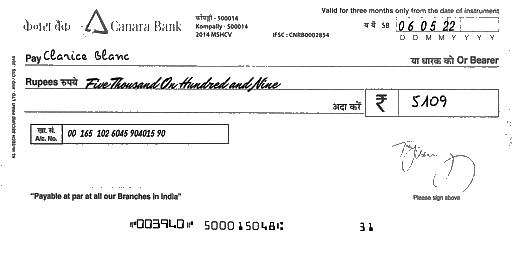 Valid for three months only from the date of instrument
केनरा बैंक Canara Bank
कोंपल्ली - 500014
Kompally - 500014
2014 MSHCV
IFSC : CNRB0002854
SB 06 05 22
D D M M Y Y Y Y
Pay Clarice Blanc
या धारक को Or Bearer
Rupees रुपये Five Thousand On Hundred and Nine
अदा करें ₹ 5109
खा. सं.
A/c. No.
00 165 102 6045 904015 90
"Payable at par at all our Branches in India"
Please sign above
⑈003940⑈ 500015048⑆ 31